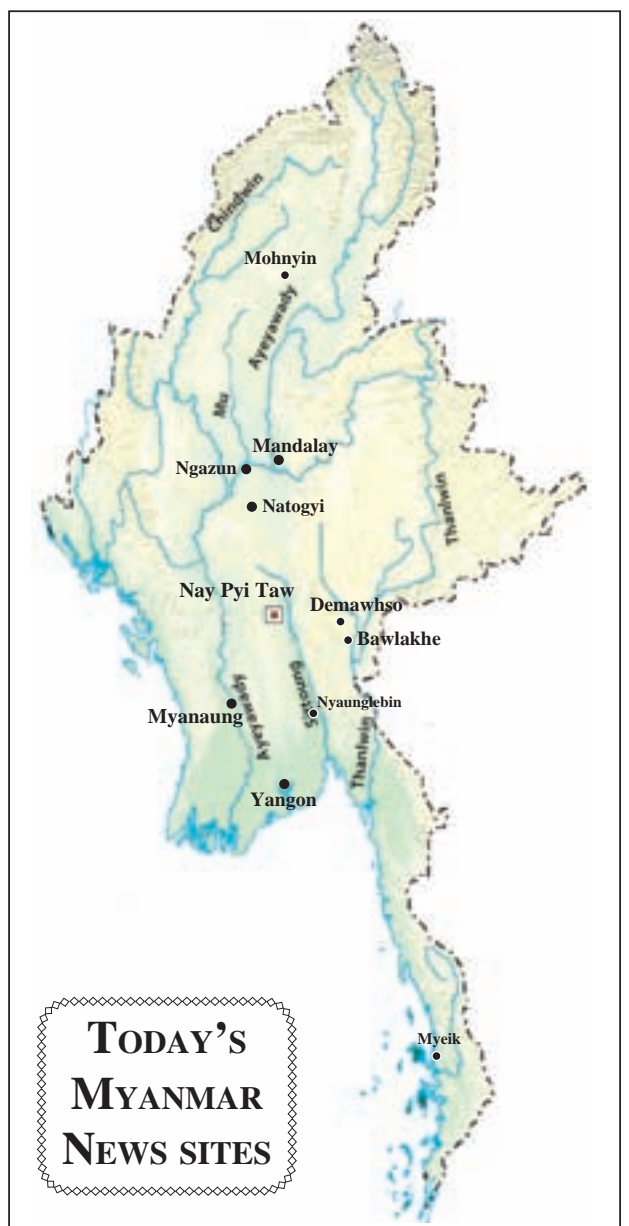 Chindwin
Mohnyin
Ayeyawady
Mu
Mandalay
Ngazun
Natogyi
Thanlwin
Nay Pyi Taw
Demawhso
Bawlakhe
Myanaung
Ayeyawady
Sittoung
Nyaunglebin
Thanlwin
Yangon
Myeik
TODAY'S
MYANMAR
NEWS SITES